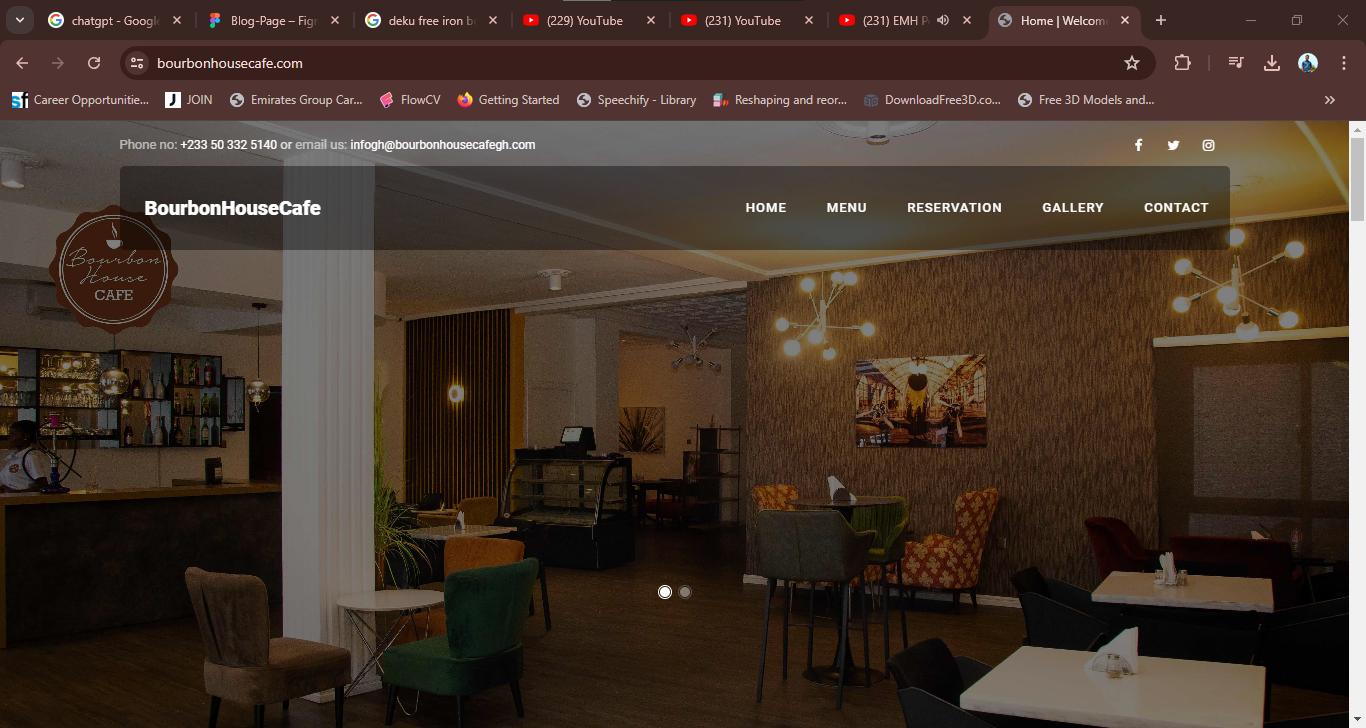 chatgpt - Google
Blog-Page – Fig
deku free iron b
(229) YouTube
(231) YouTube
(231) EMH P
Home | Welcom
bourbonhousecafe.com
Career Opportunitie...
JOIN
Emirates Group Car...
FlowCV
Getting Started
Speechify - Library
Reshaping and reor...
DownloadFree3D.co...
Free 3D Models and...
Phone no: +233 50 332 5140 or email us: infogh@bourbonhousecafegh.com
BourbonHouseCafe
HOME
MENU
RESERVATION
GALLERY
CONTACT
Bourbon
House
CAFE